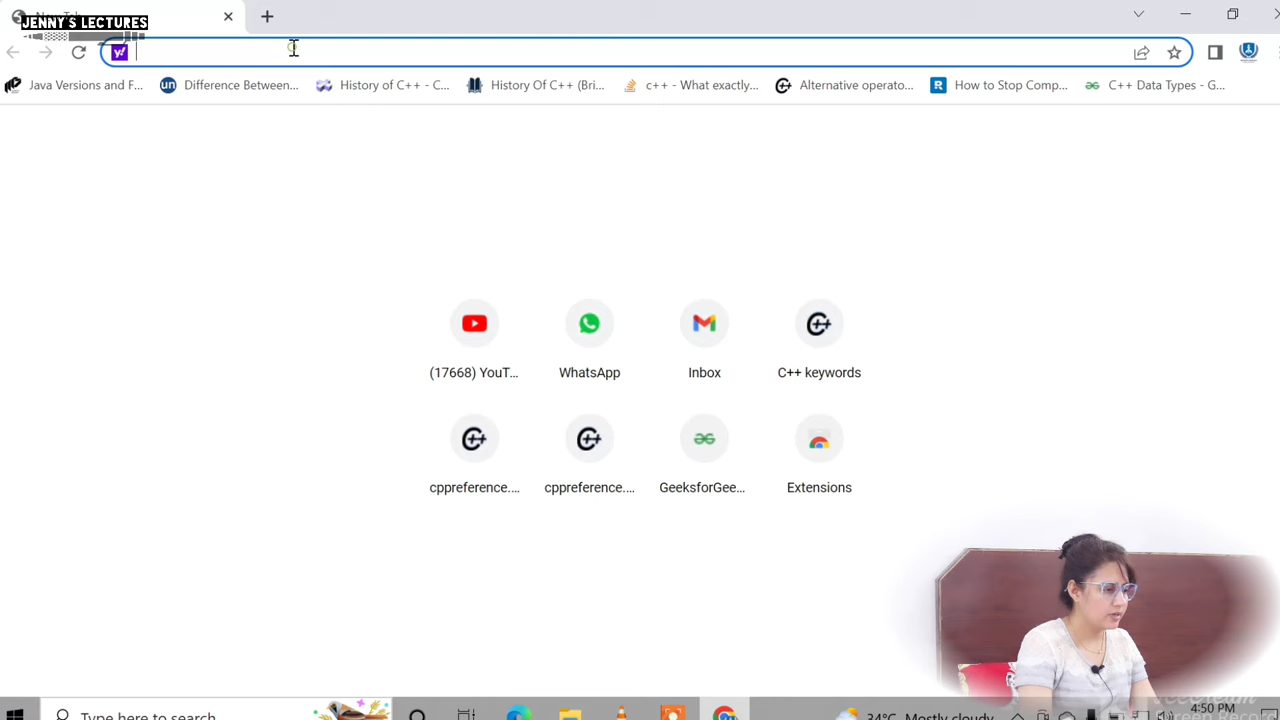 JENNY'S LECTURES
Java Versions and F...
Difference Between...
History of C++ - C...
History Of C++ (Bri...
c++ - What exactly...
Alternative operato...
How to Stop Comp...
C++ Data Types - G...
(17668) YouT...
WhatsApp
Inbox
C++ keywords
cppreference....
cppreference....
GeeksforGee...
Extensions
Type here to search
34°C Mostly cloudy
4:50 PM